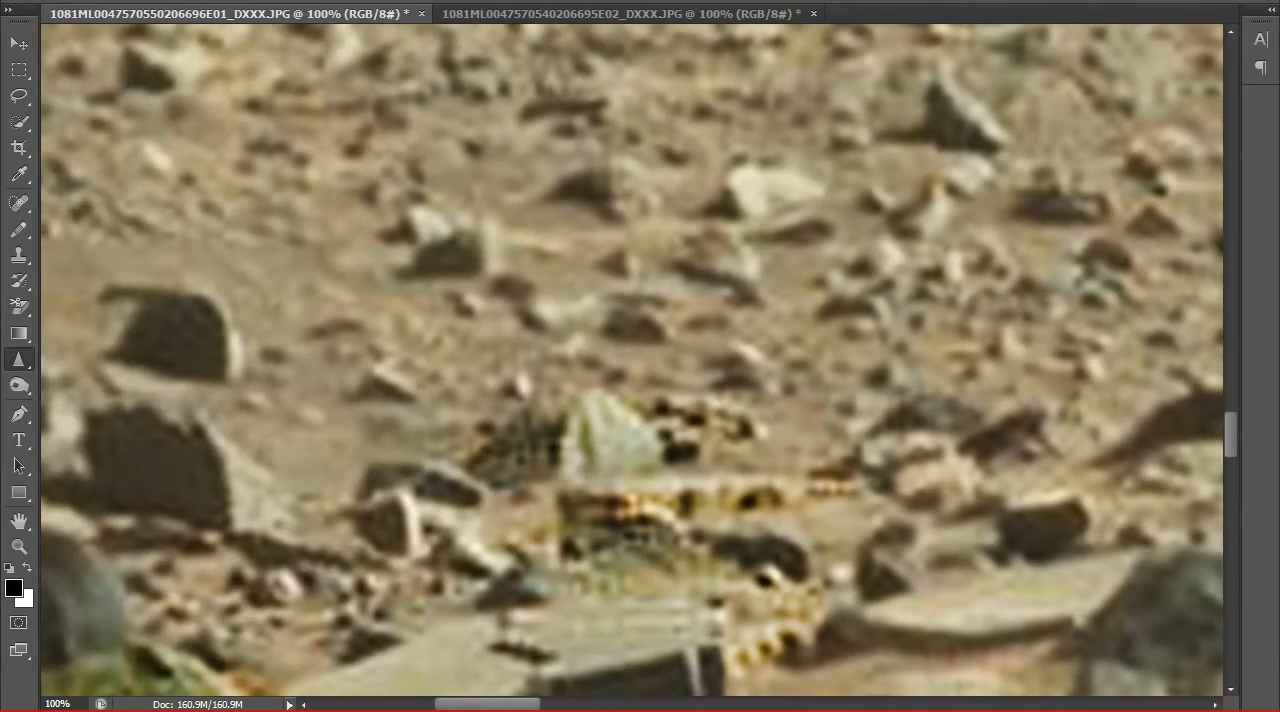 1081ML0047570550206696E01_DXXX.JPG @ 100% (RGB/8#) * × 1081ML0047570540206695E02_DXXX.JPG @ 100% (RGB/8#) * ×
A
T
100% Doc: 160.9M/160.9M